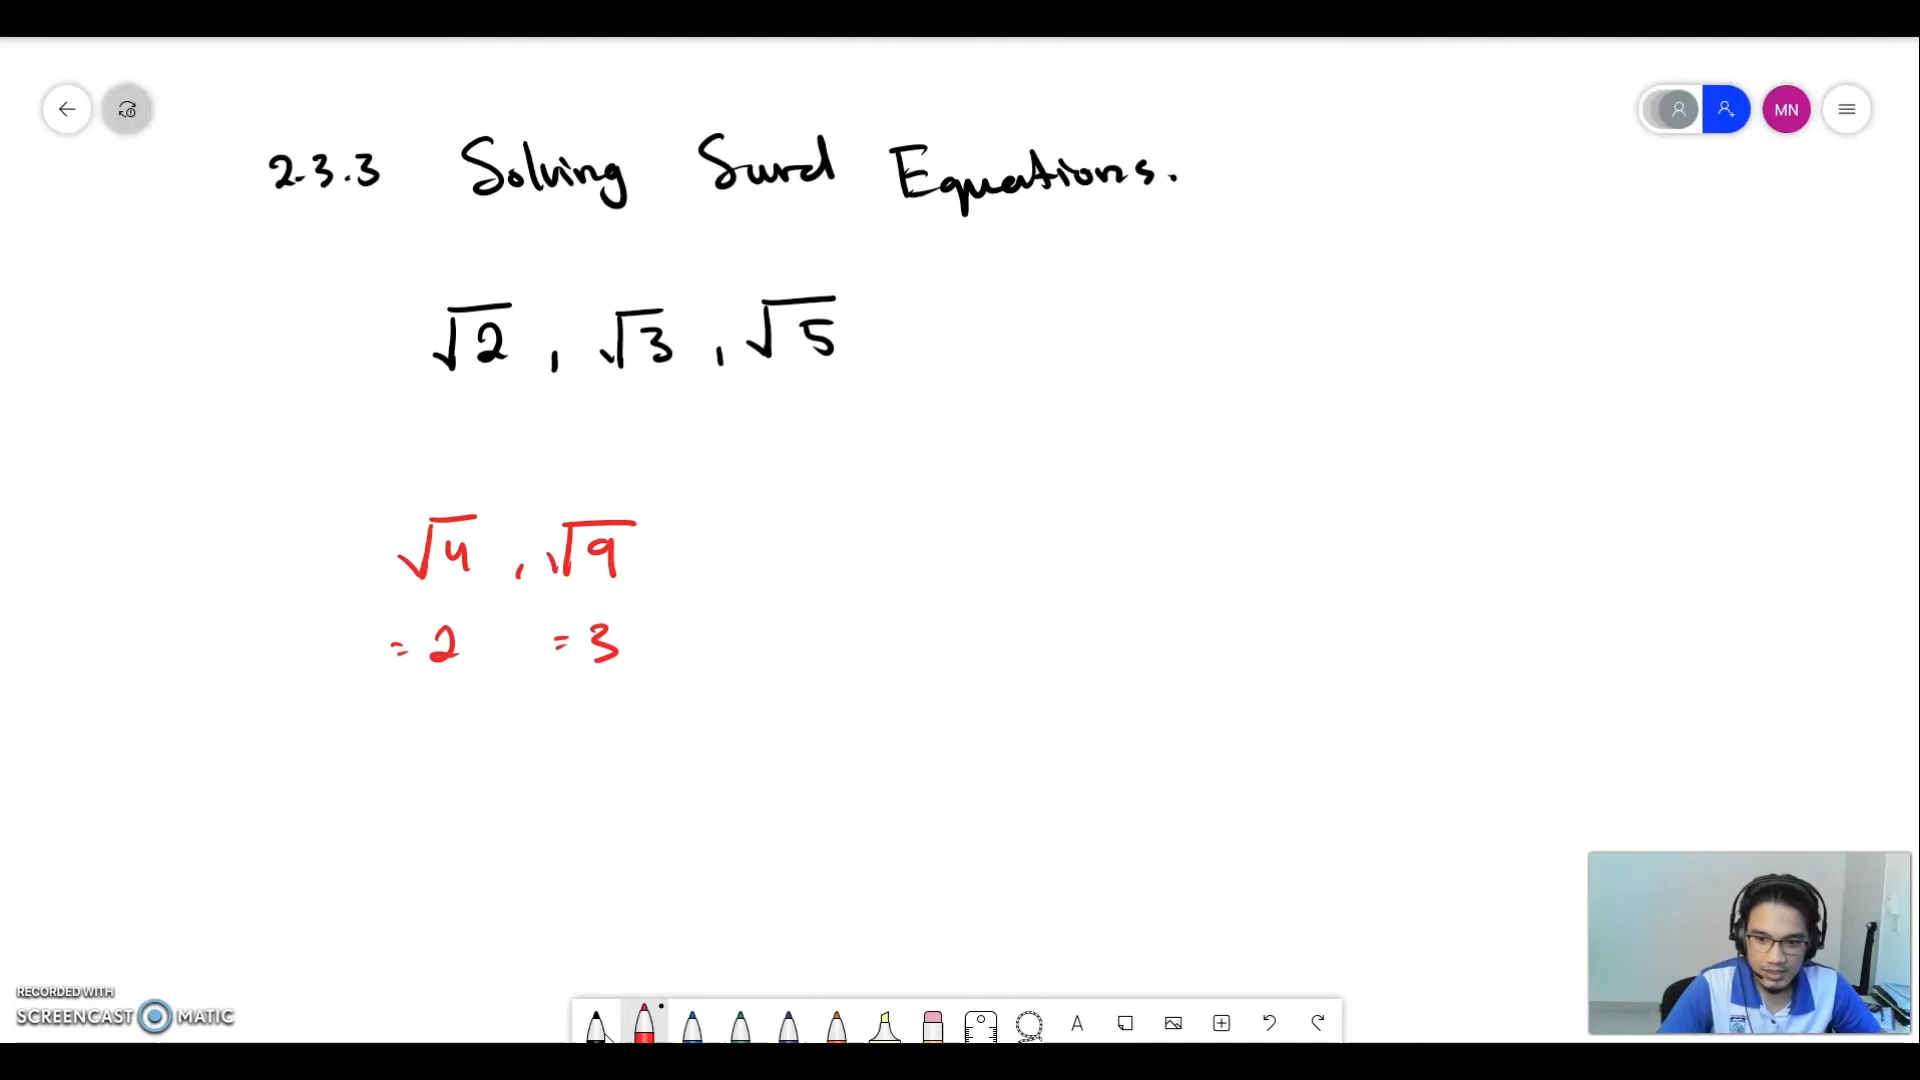 MN
2.3.3 Solving Surd Equations.
√2 , √3 , √5
√4 , √9
= 2 = 3
RECORDED WITH
SCREENCAST MATIC
A